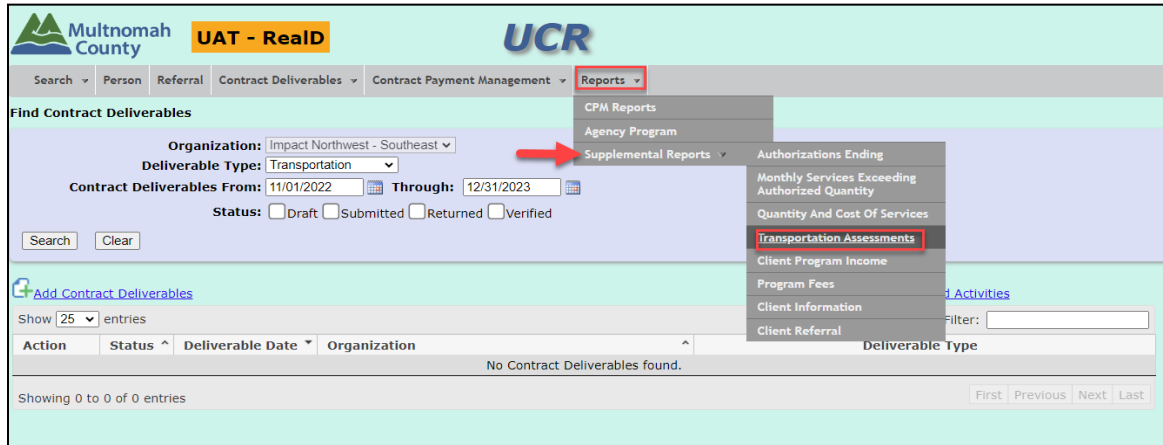 Multnomah County
UAT - RealD
UCR
Search Person Referral Contract Deliverables Contract Payment Management Reports
CPM Reports
Agency Program
Supplemental Reports
Authorizations Ending
Monthly Services Exceeding
Authorized Quantity
Quantity And Cost Of Services
Transportation Assessments
Client Program Income
Program Fees
Client Information
Client Referral
Find Contract Deliverables
Organization: Impact Northwest - Southeast
Deliverable Type: Transportation
Contract Deliverables From: 11/01/2022 Through: 12/31/2023
Status: Draft Submitted Returned Verified
Search Clear
Add Contract Deliverables
Activities
Show 25 entries
Filter:
Action Status Deliverable Date Organization Deliverable Type
No Contract Deliverables found.
Showing 0 to 0 of 0 entries
First Previous Next Last